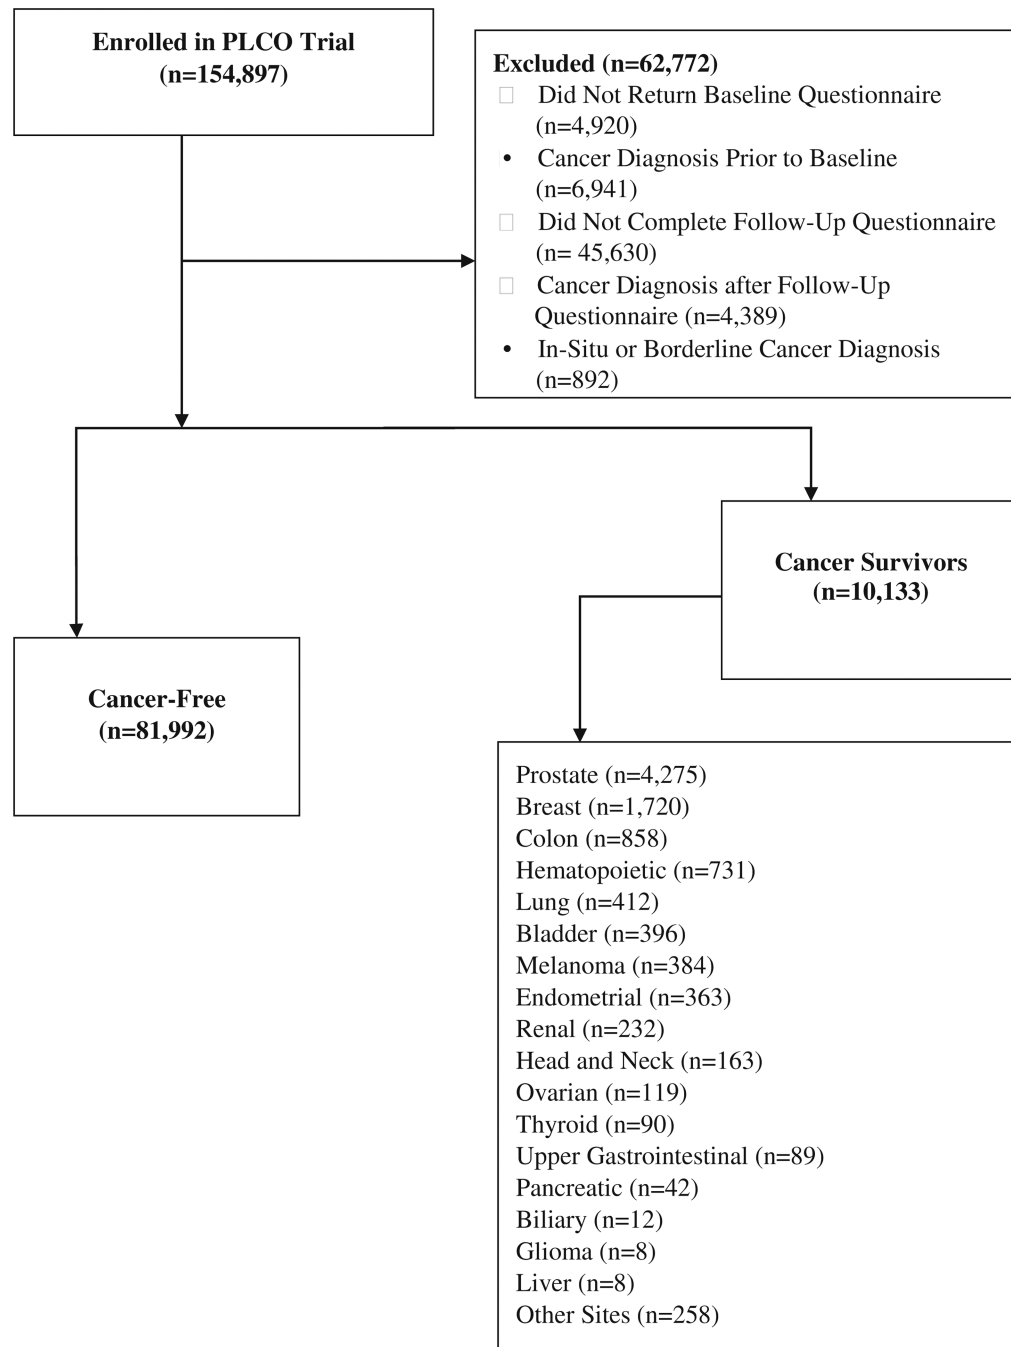 Enrolled in PLCO Trial
(n=154,897)
Excluded (n=62,772)
□ Did Not Return Baseline Questionnaire
(n=4,920)
• Cancer Diagnosis Prior to Baseline
(n=6,941)
□ Did Not Complete Follow-Up Questionnaire
(n= 45,630)
□ Cancer Diagnosis after Follow-Up
Questionnaire (n=4,389)
• In-Situ or Borderline Cancer Diagnosis
(n=892)
Cancer Survivors
(n=10,133)
Cancer-Free
(n=81,992)
Prostate (n=4,275)
Breast (n=1,720)
Colon (n=858)
Hematopoietic (n=731)
Lung (n=412)
Bladder (n=396)
Melanoma (n=384)
Endometrial (n=363)
Renal (n=232)
Head and Neck (n=163)
Ovarian (n=119)
Thyroid (n=90)
Upper Gastrointestinal (n=89)
Pancreatic (n=42)
Biliary (n=12)
Glioma (n=8)
Liver (n=8)
Other Sites (n=258)